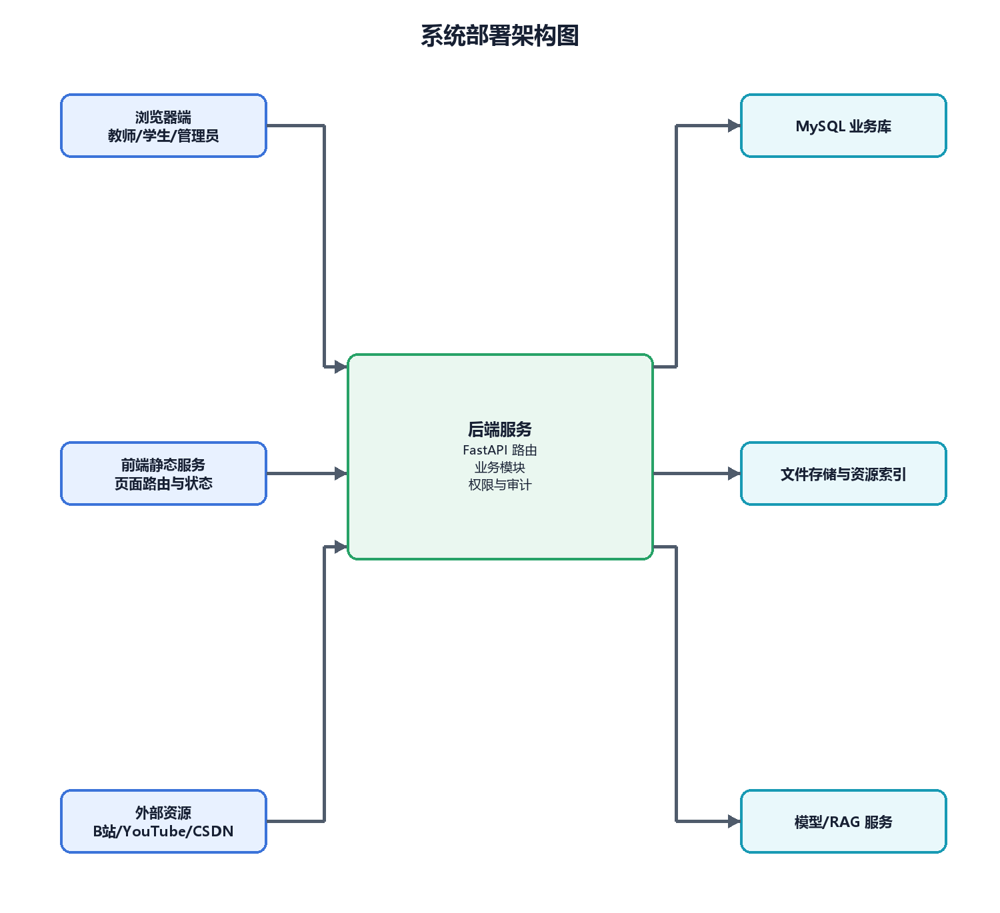 系统部署架构图
浏览器端
教师/学生/管理员
MySQL 业务库
后端服务
FastAPI 路由
业务模块
权限与审计
前端静态服务
页面路由与状态
文件存储与资源索引
外部资源
B站/YouTube/CSDN
模型/RAG 服务